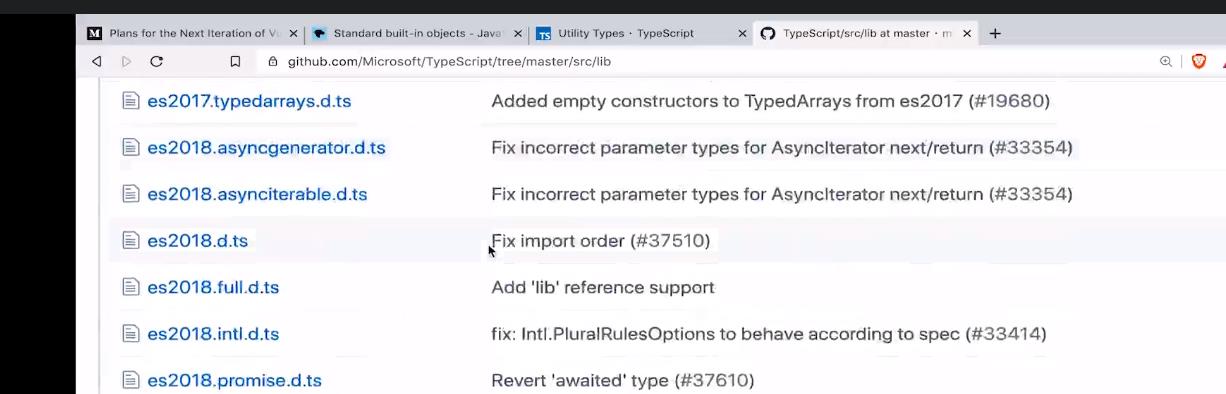 M Plans for the Next Iteration of Vu
Standard built-in objects - Java
TS Utility Types · TypeScript
TypeScript/src/lib at master · m
github.com/Microsoft/TypeScript/tree/master/src/lib
es2017.typedarrays.d.ts Added empty constructors to TypedArrays from es2017 (#19680)
es2018.asyncgenerator.d.ts Fix incorrect parameter types for AsyncIterator next/return (#33354)
es2018.asynciterable.d.ts Fix incorrect parameter types for AsyncIterator next/return (#33354)
es2018.d.ts Fix import order (#37510)
es2018.full.d.ts Add 'lib' reference support
es2018.intl.d.ts fix: Intl.PluralRulesOptions to behave according to spec (#33414)
es2018.promise.d.ts Revert 'awaited' type (#37610)